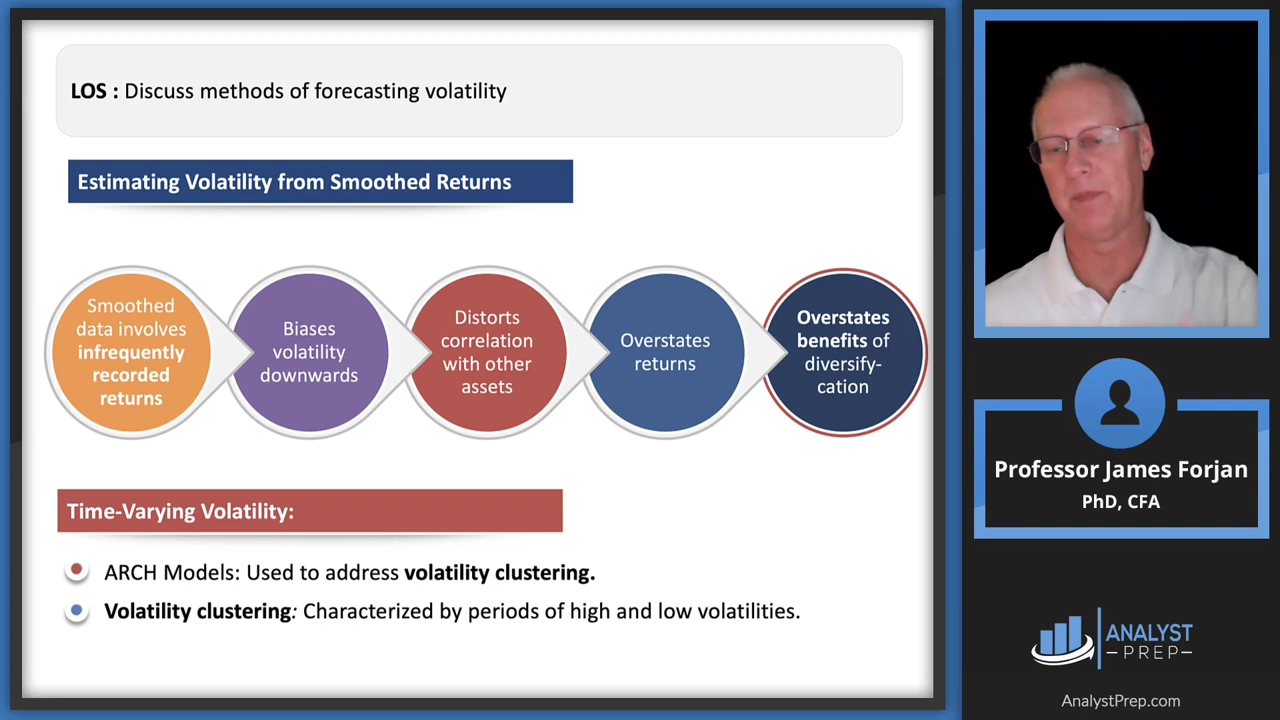 LOS : Discuss methods of forecasting volatility
Estimating Volatility from Smoothed Returns
Smoothed
data involves
infrequently
recorded
returns
Biases
volatility
downwards
Distorts
correlation
with other
assets
Overstates
returns
Overstates
benefits of
diversify-
cation
Time-Varying Volatility:
ARCH Models: Used to address volatility clustering.
Volatility clustering: Characterized by periods of high and low volatilities.
Professor James Forjan
PhD, CFA
ANALYST
PREP
AnalystPrep.com